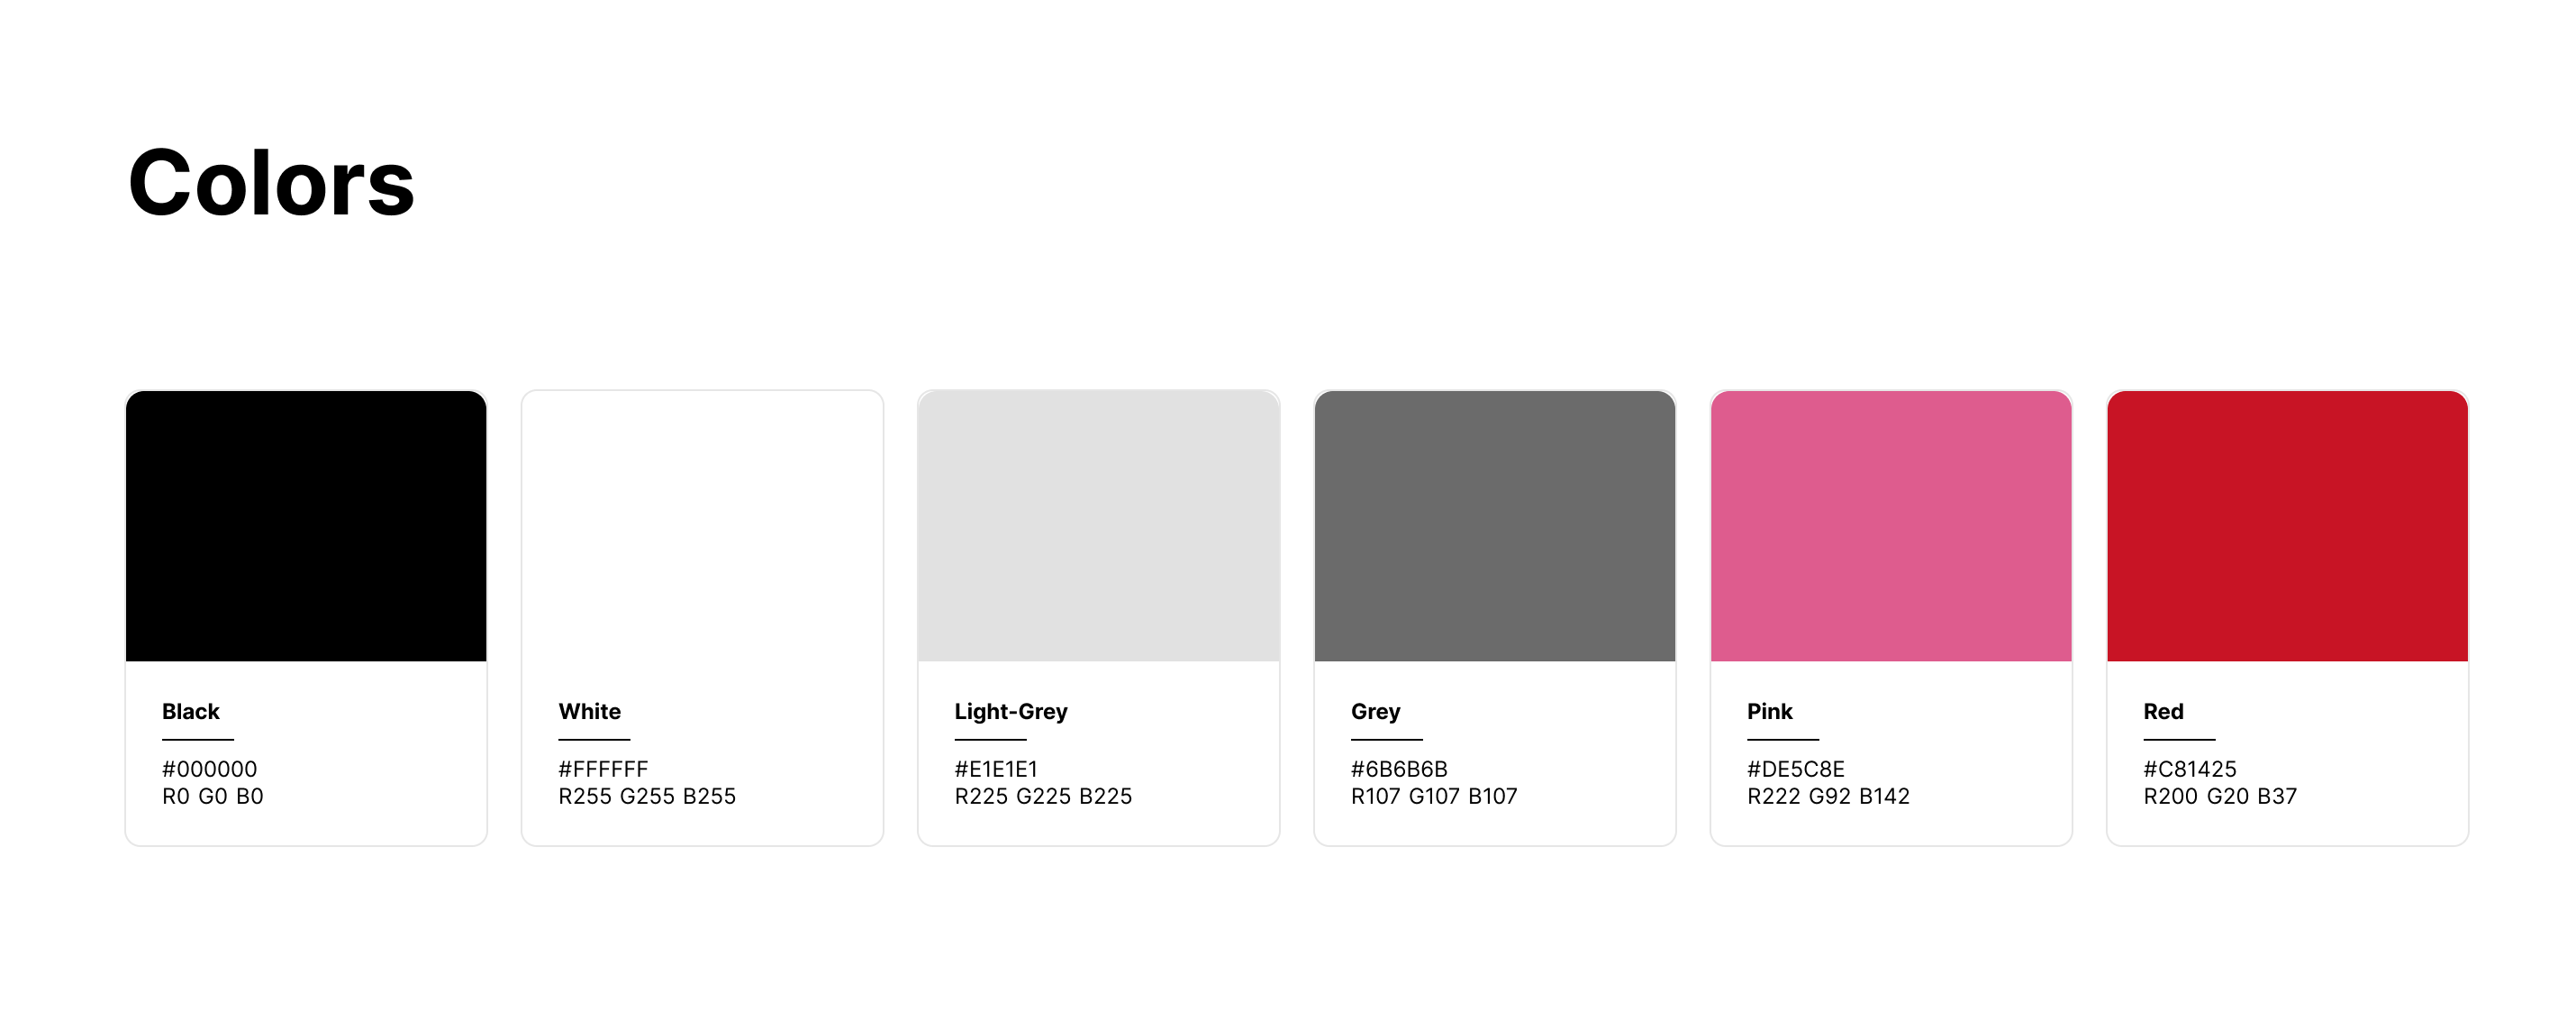 Colors
Black
#000000
R0 G0 B0
White
#FFFFFF
R255 G255 B255
Light-Grey
#E1E1E1
R225 G225 B225
Grey
#6B6B6B
R107 G107 B107
Pink
#DE5C8E
R222 G92 B142
Red
#C81425
R200 G20 B37